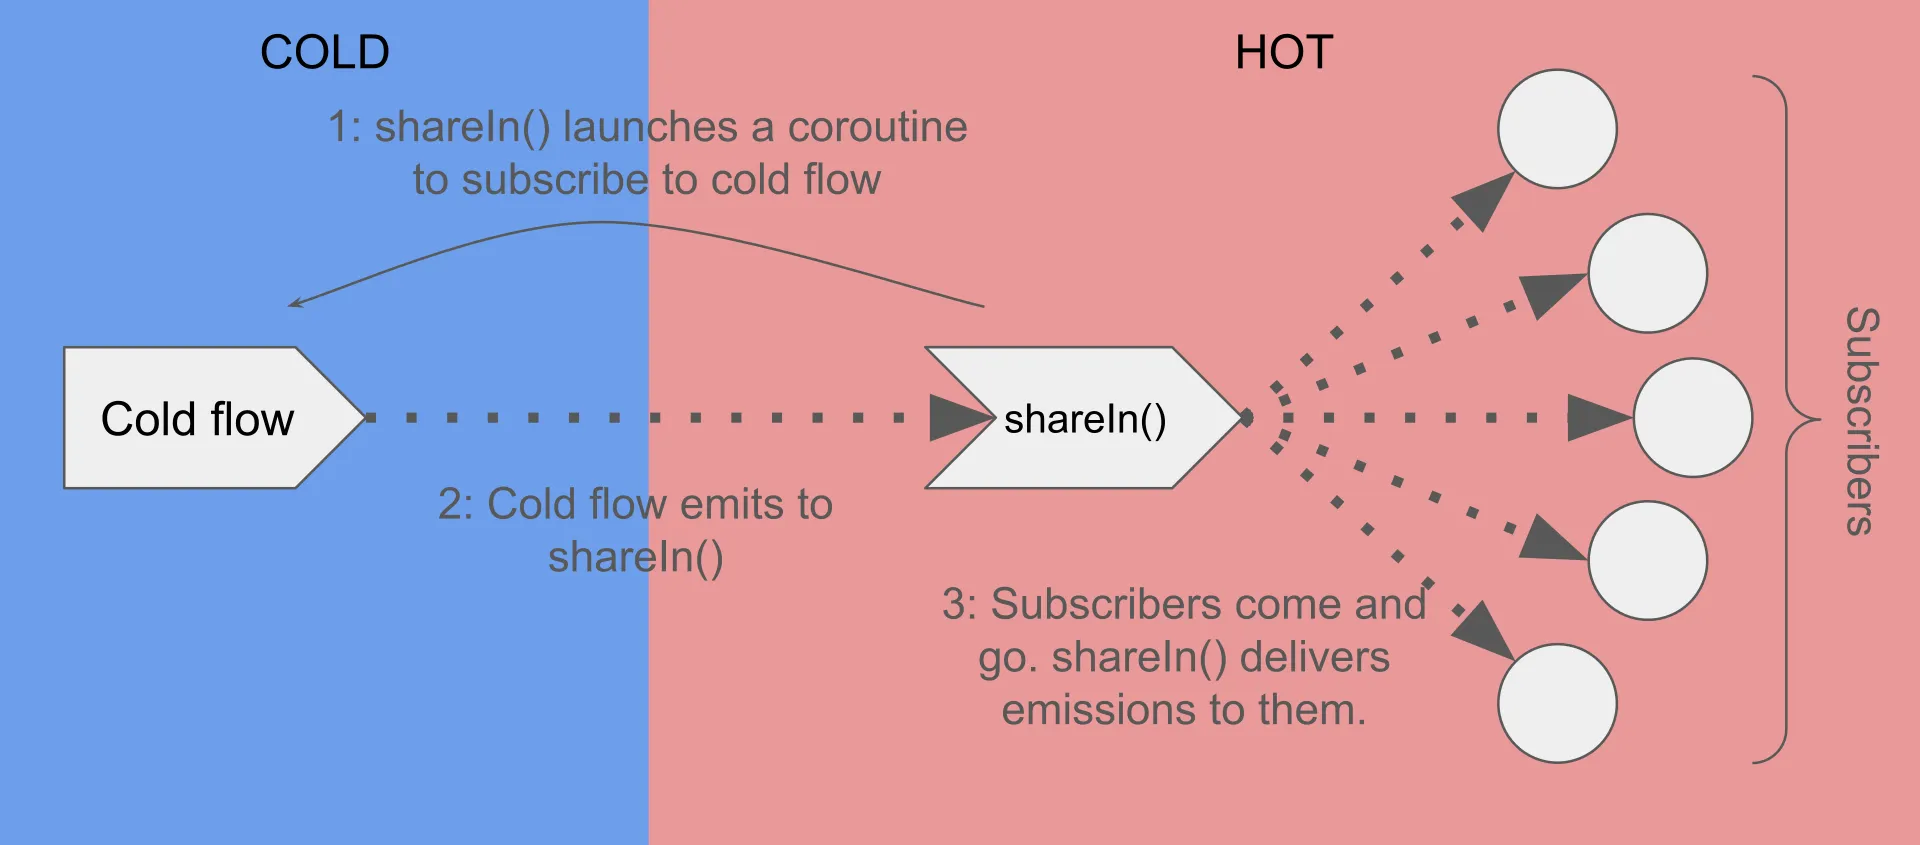 COLD
HOT
1: shareIn() launches a coroutine
to subscribe to cold flow
Cold flow
shareIn()
2: Cold flow emits to
shareIn()
3: Subscribers come and
go. shareIn() delivers
emissions to them.
Subscribers